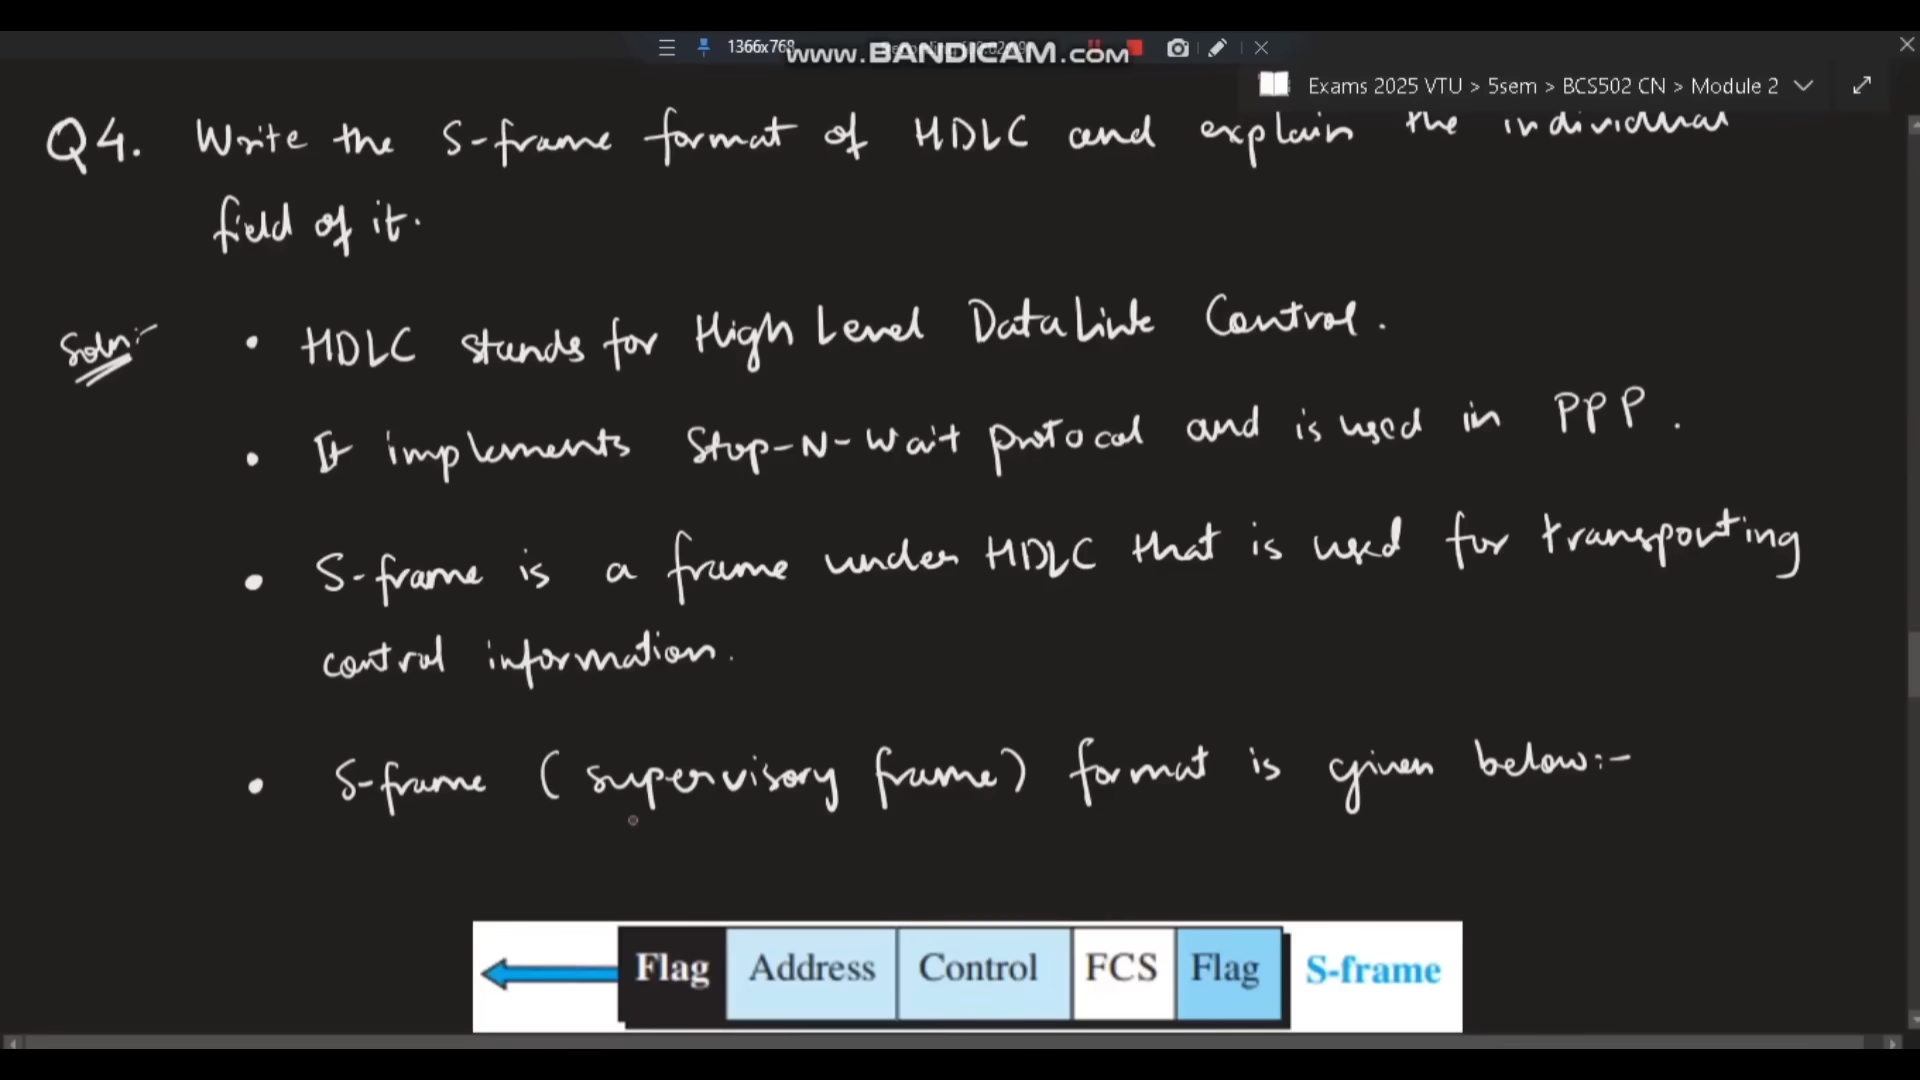 1366x768
www.BANDICAM.com
Exams 2025 VTU > 5sem > BCS502 CN > Module 2
Q4. Write the S-frame format of HDLC and explain the individual
field of it.
Soln:-
• HDLC stands for High Level Data Link Control.
• It implements Stop-N-Wait protocol and is used in PPP.
• S-frame is a frame under HDLC that is used for transporting
control information.
• S-frame (supervisory frame) format is given below:-
Flag Address Control FCS Flag S-frame